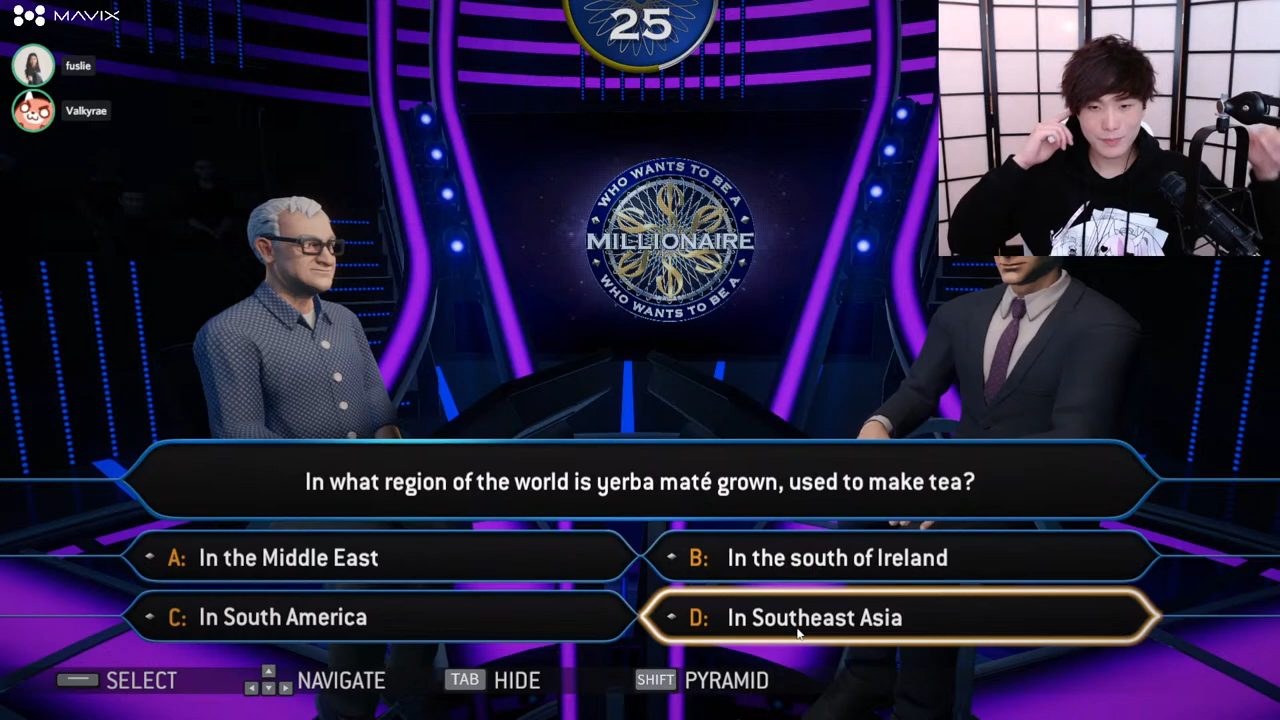 MAVIX
25
fuslie
Valkyrae
WHO WANTS TO BE A
MILLIONAIRE
WHO WANTS TO BE A
In what region of the world is yerba maté grown, used to make tea?
A: In the Middle East
B: In the south of Ireland
C: In South America
D: In Southeast Asia
SELECT
NAVIGATE
TAB HIDE
SHIFT PYRAMID